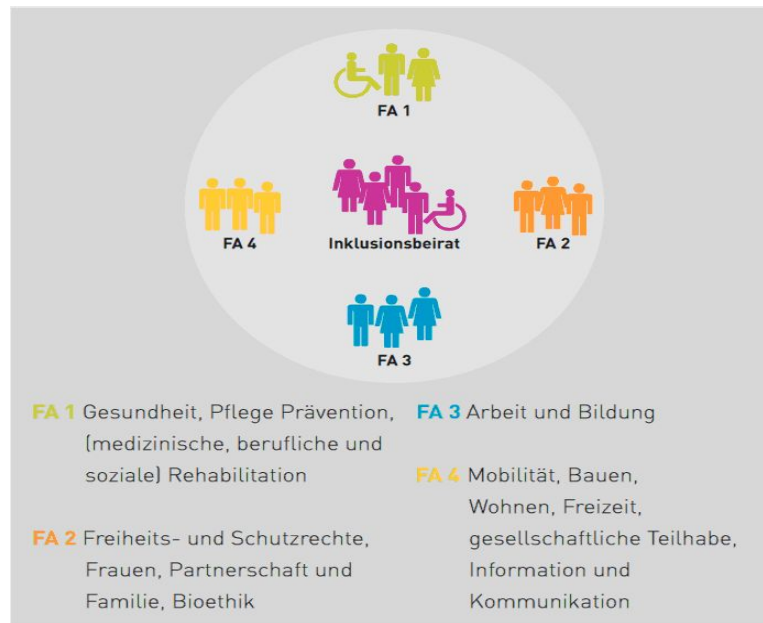 FA 1
FA 4
Inklusionsbeirat
FA 2
FA 3
FA 1 Gesundheit, Pflege Prävention,
(medizinische, berufliche und
soziale) Rehabilitation
FA 2 Freiheits- und Schutzrechte,
Frauen, Partnerschaft und
Familie, Bioethik
FA 3 Arbeit und Bildung
FA 4 Mobilität, Bauen,
Wohnen, Freizeit,
gesellschaftliche Teilhabe,
Information und
Kommunikation